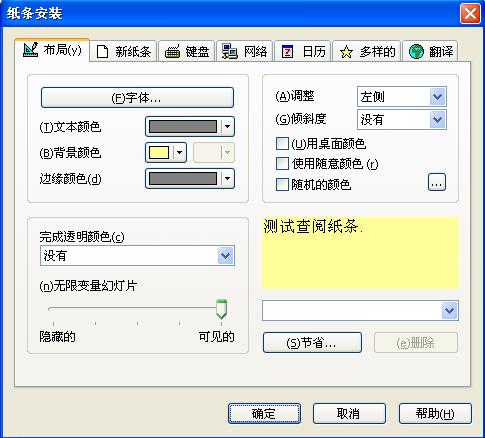 纸条安装
布局(y) 新纸条 键盘 网络 日历 多样的 翻译
(F)字体...
(T)文本颜色
(B)背景颜色
边缘颜色(d)
(A)调整 左侧
(G)倾斜度 没有
(U)用桌面颜色
使用随意颜色 (r)
随机的颜色 ...
完成透明颜色(c)
没有
(n)无限变量幻灯片
隐藏的 可见的
测试查阅纸条.
(S)节省... (e)删除
确定 取消 帮助(H)